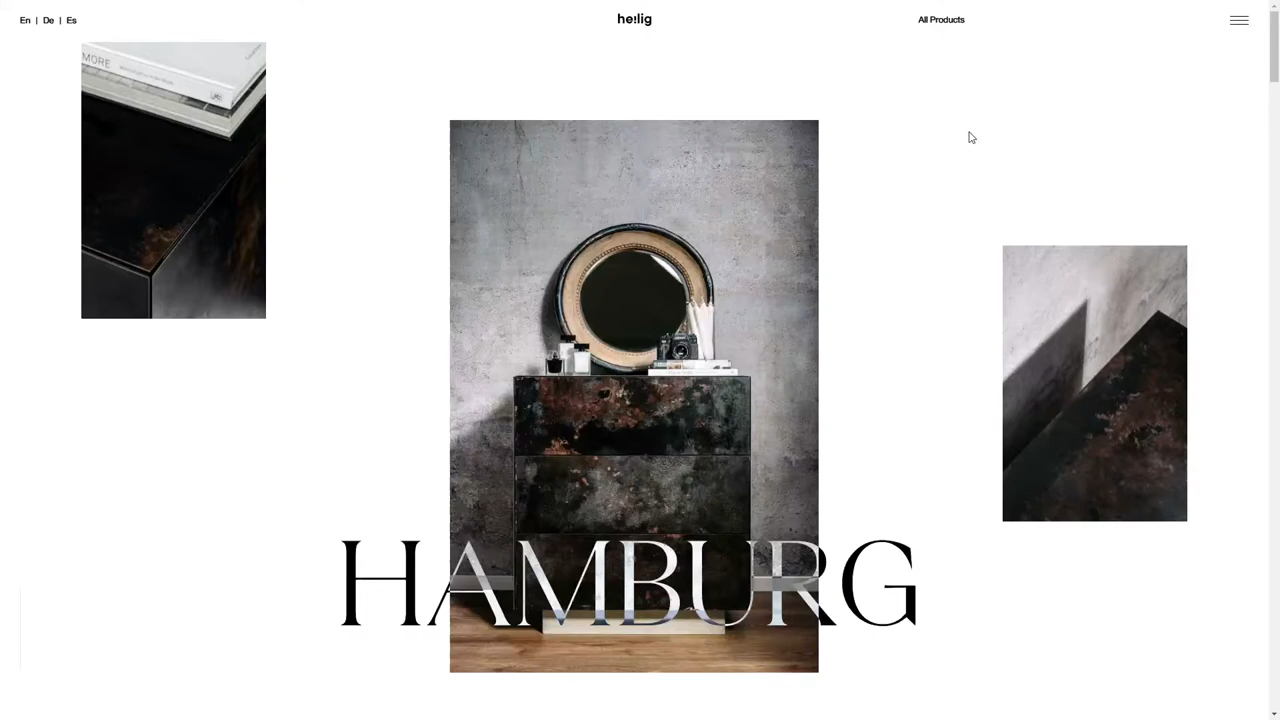 En | De | Es
he!lig
All Products
MORE
HAMBURG